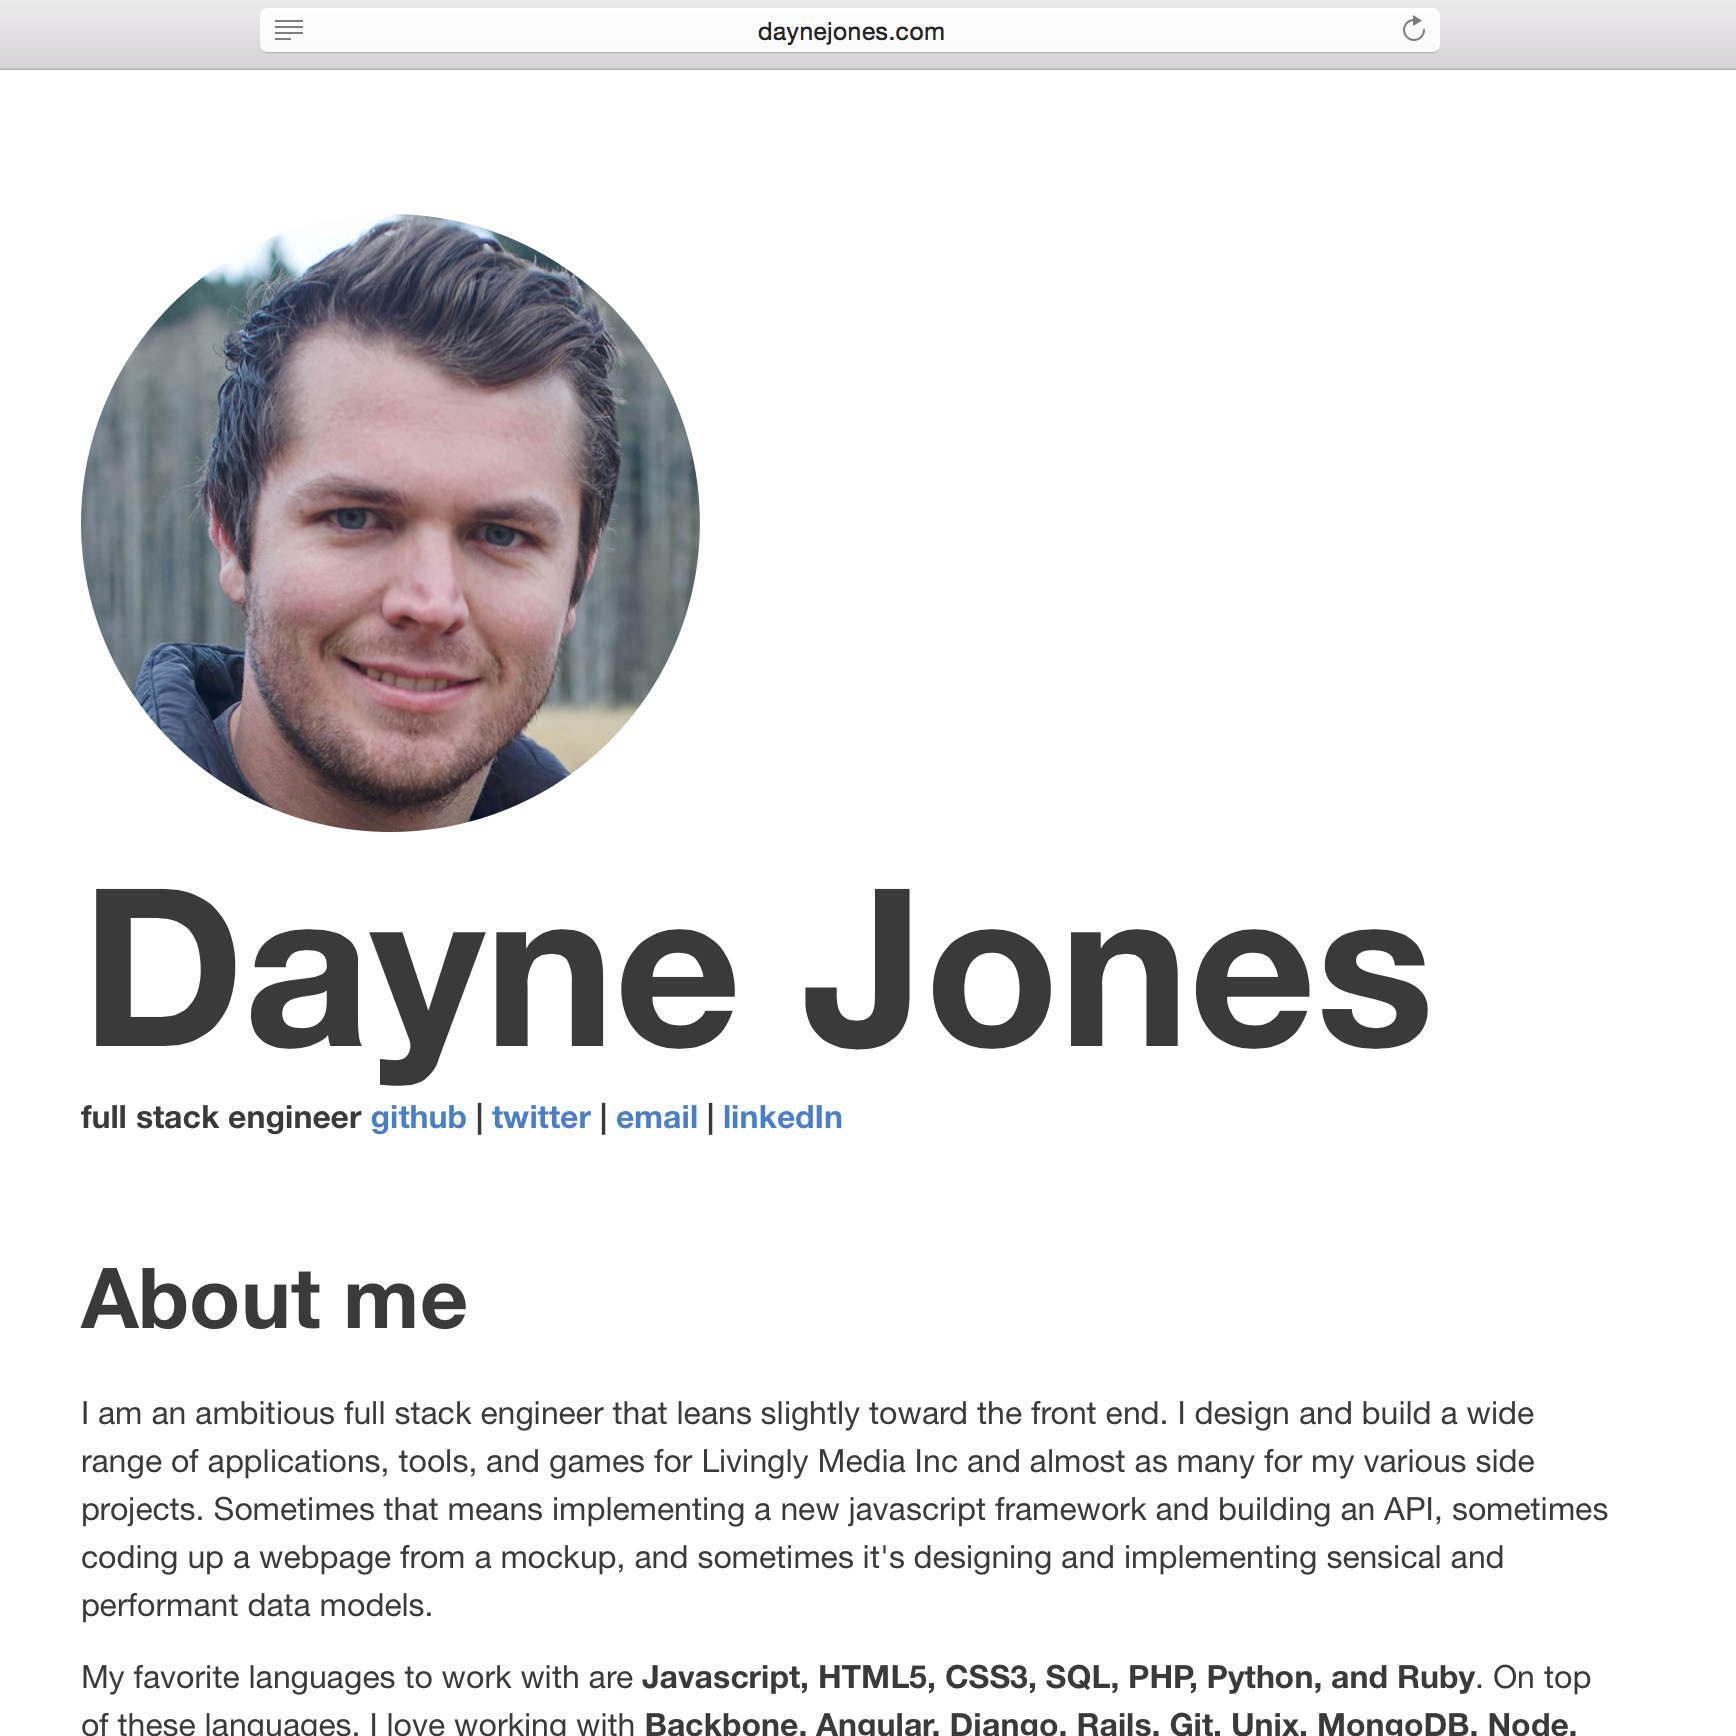 daynejones.com
Dayne Jones
full stack engineer github | twitter | email | linkedIn
About me
I am an ambitious full stack engineer that leans slightly toward the front end. I design and build a wide
range of applications, tools, and games for Livingly Media Inc and almost as many for my various side
projects. Sometimes that means implementing a new javascript framework and building an API, sometimes
coding up a webpage from a mockup, and sometimes it's designing and implementing sensical and
performant data models.
My favorite languages to work with are Javascript, HTML5, CSS3, SQL, PHP, Python, and Ruby. On top
of these languages, I love working with Backbone, Angular, Django, Rails, Git, Unix, MongoDB, Node,